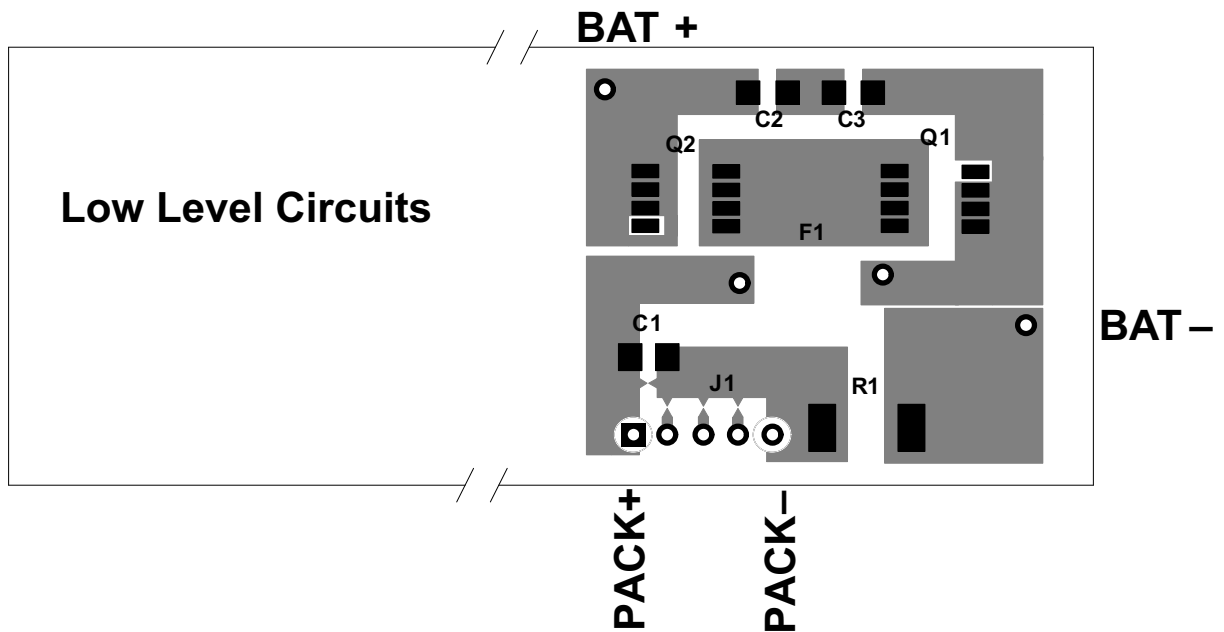 BAT +
C2
C3
Q2
Q1
Low Level Circuits
F1
C1
BAT –
J1
R1
PACK+
PACK–